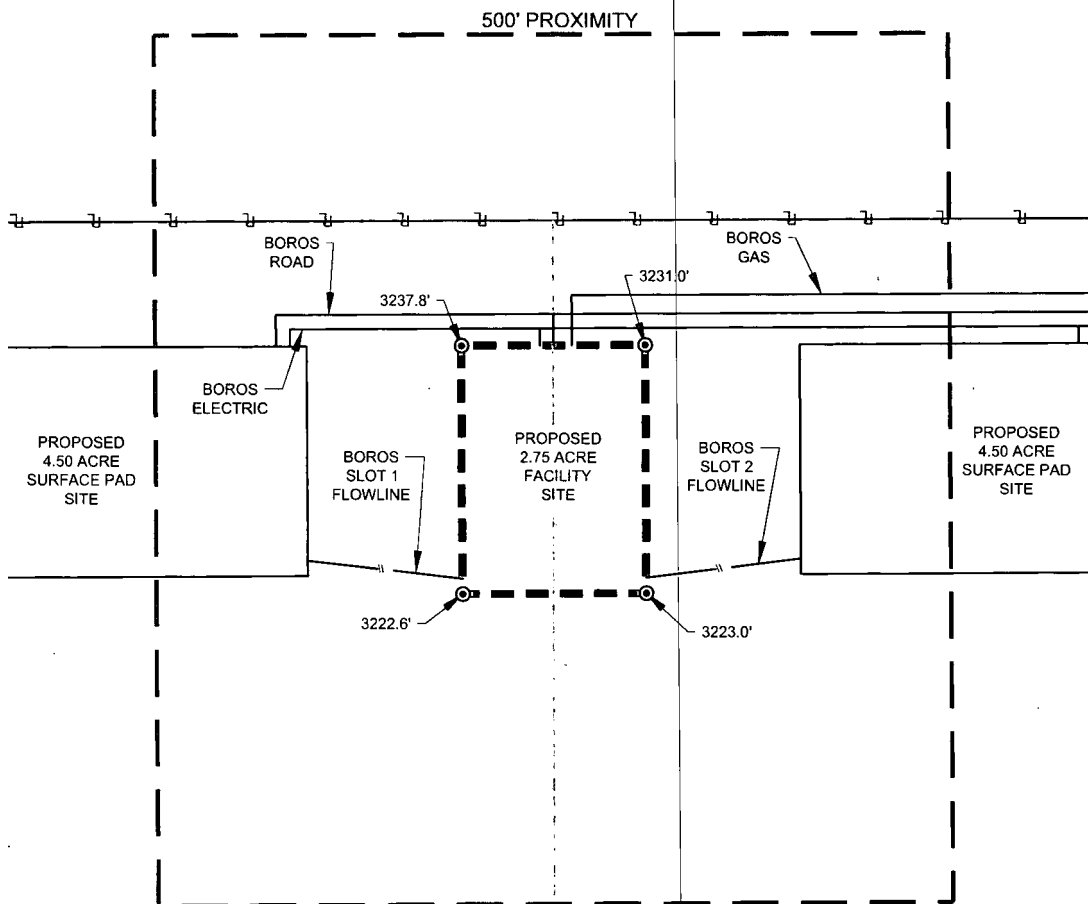 500' PROXIMITY
BOROS
ROAD
BOROS
GAS
3237.8'
3231.0'
BOROS
ELECTRIC
PROPOSED
4.50 ACRE
SURFACE PAD
SITE
BOROS
SLOT 1
FLOWLINE
PROPOSED
2.75 ACRE
FACILITY
SITE
BOROS
SLOT 2
FLOWLINE
PROPOSED
4.50 ACRE
SURFACE PAD
SITE
3222.6'
3223.0'